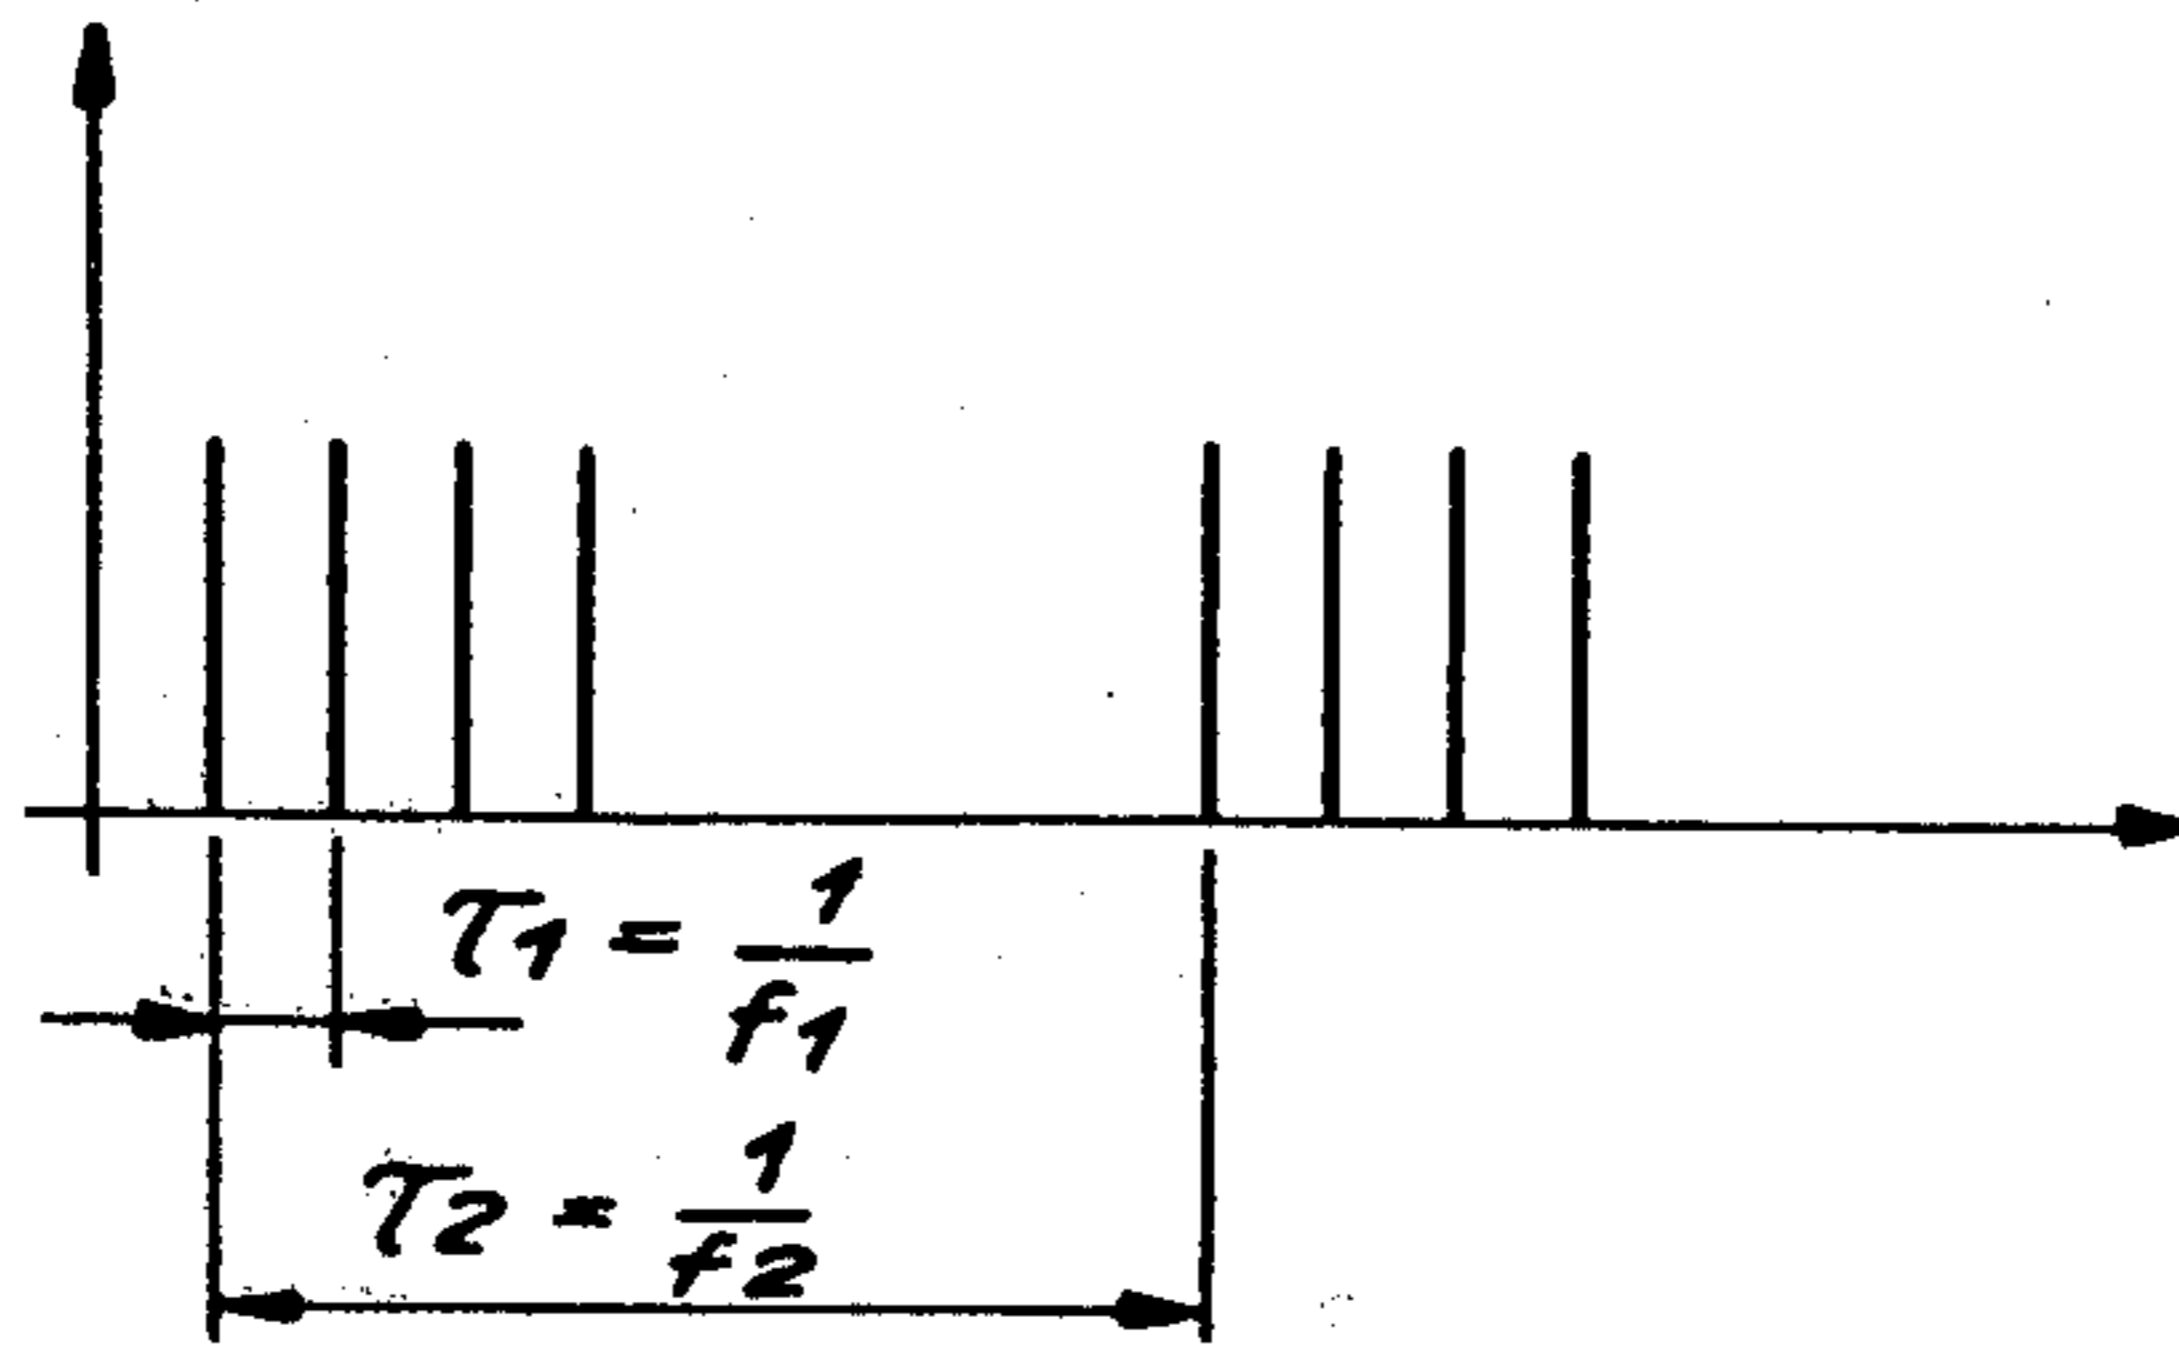 τ1 = 1/f1
τ2 = 1/f2